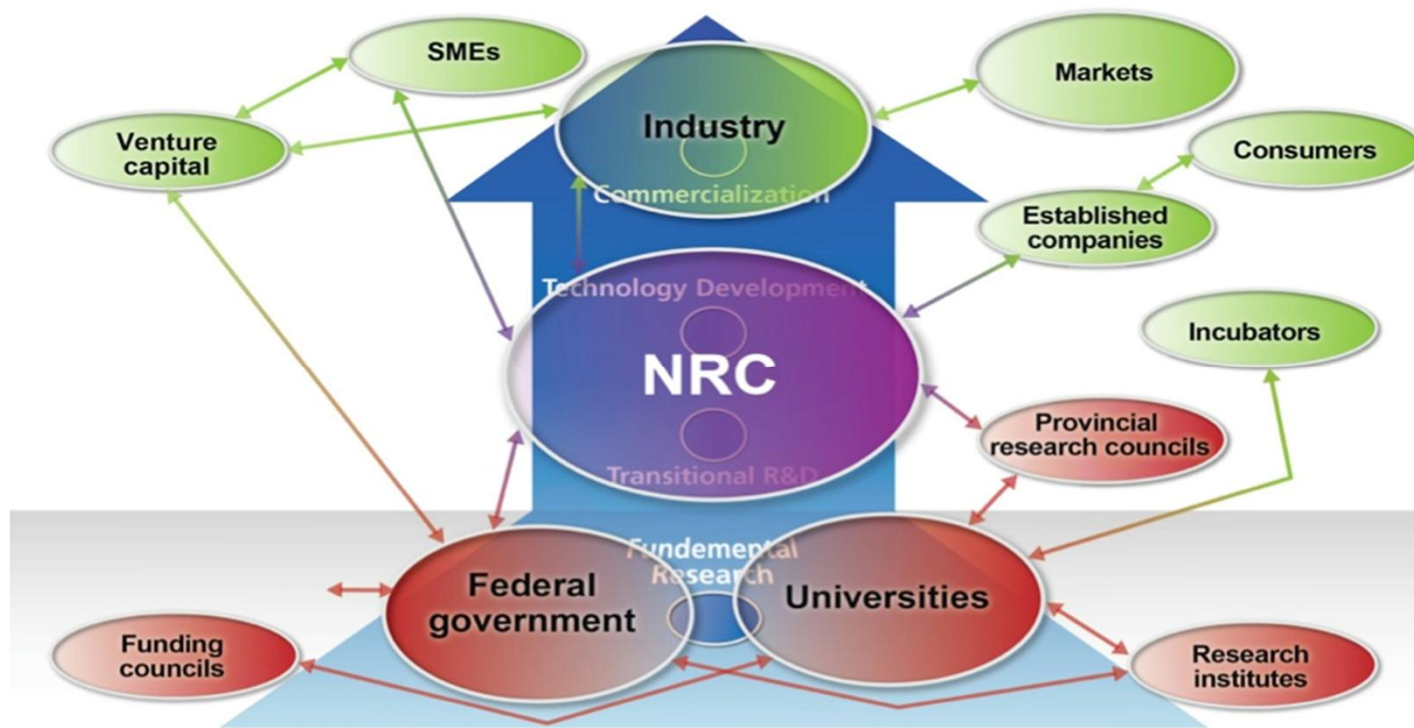 SMEs
Markets
Industry
Venture
capital
Consumers
Commercialization
Established
companies
Technology Development
Incubators
NRC
Provincial
research councils
Transitional R&D
Fundemental
Research
Federal
government
Universities
Funding
councils
Research
institutes